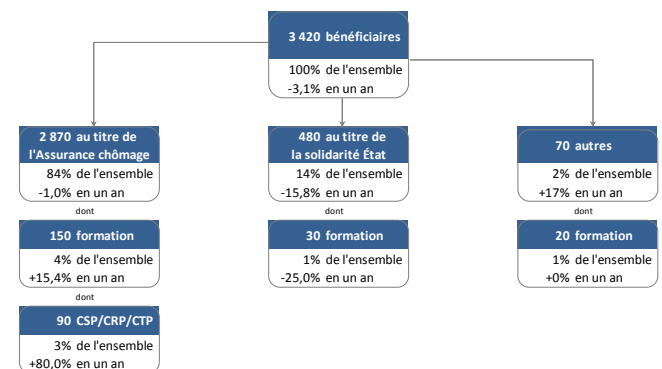 3 420 bénéficiaires
100% de l'ensemble
-3,1% en un an
2 870 au titre de
l'Assurance chômage
84% de l'ensemble
-1,0% en un an
dont
150 formation
4% de l'ensemble
+15,4% en un an
dont
90 CSP/CRP/CTP
3% de l'ensemble
+80,0% en un an
480 au titre de
la solidarité État
14% de l'ensemble
-15,8% en un an
dont
30 formation
1% de l'ensemble
-25,0% en un an
70 autres
2% de l'ensemble
+17% en un an
dont
20 formation
1% de l'ensemble
+0% en un an